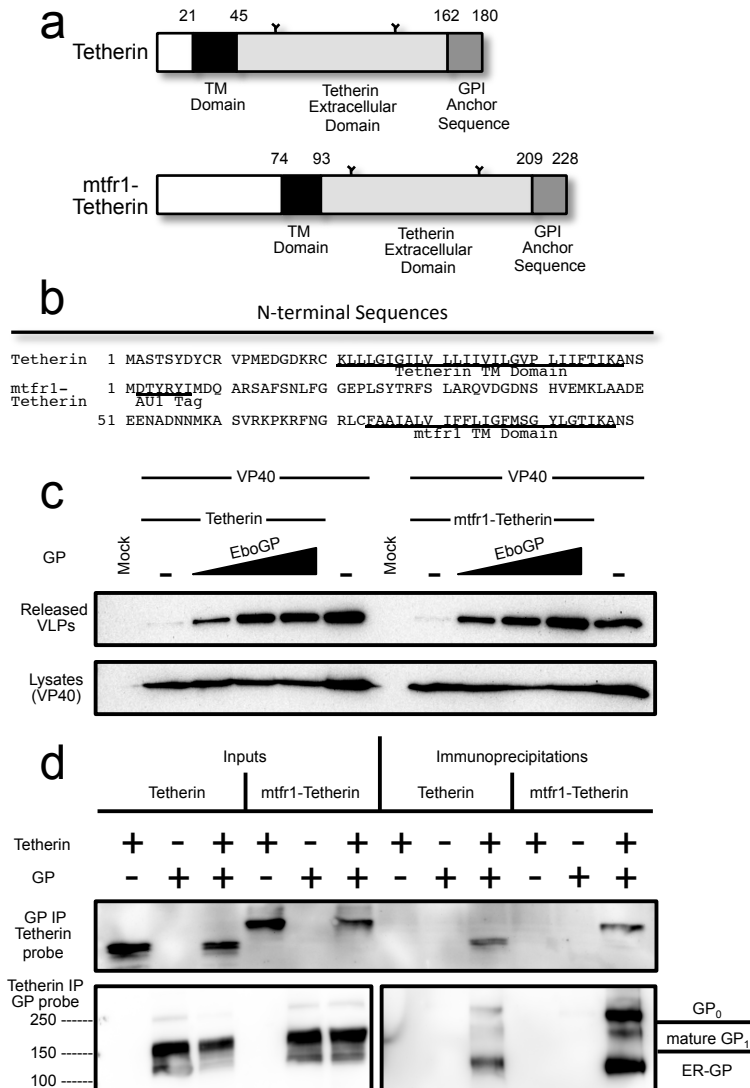 a
21 45 162 180
Tetherin
TM Domain
Tetherin Extracellular Domain
GPI Anchor Sequence
74 93 209 228
mtfr1-Tetherin
TM Domain
Tetherin Extracellular Domain
GPI Anchor Sequence
b
N-terminal Sequences
Tetherin 1 MASTSYDYCR VPMEDGDKRC KLLLGIGILV LLIIVILGVP LIIFTIKANS
Tetherin TM Domain
mtfr1- 1 MDTYRYIMDQ ARSAFSNLFG GEPLSYTRFS LARQVDGDNS HVEMKLAADE
Tetherin AU1 Tag
51 EENADNNMKA SVRKPKRFNG RLCFAAIALV IFFLIGFMSG YLGTIKANS
mtfr1 TM Domain
c
VP40 VP40
Tetherin mtfr1-Tetherin
GP Mock – EboGP – Mock – EboGP –
Released VLPs
Lysates (VP40)
d
Inputs Immunoprecipitations
Tetherin mtfr1-Tetherin Tetherin mtfr1-Tetherin
Tetherin + – + + – + + – + + – +
GP – + + – + + – + + – + +
GP IP Tetherin probe
Tetherin IP GP probe
250 ------
150 ------
100 ----
GP0
mature GP1
ER-GP